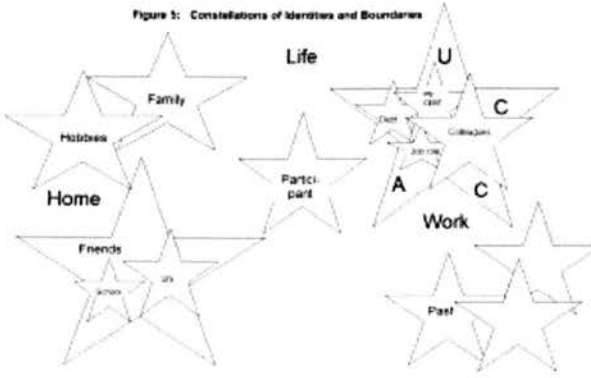 Figure 5: Constellations of Identities and Boundaries
Life
U
Family
C
Hobbies
Colleagues
Partici-
pant
Home
A
C
Work
Friends
School
Uni
Past